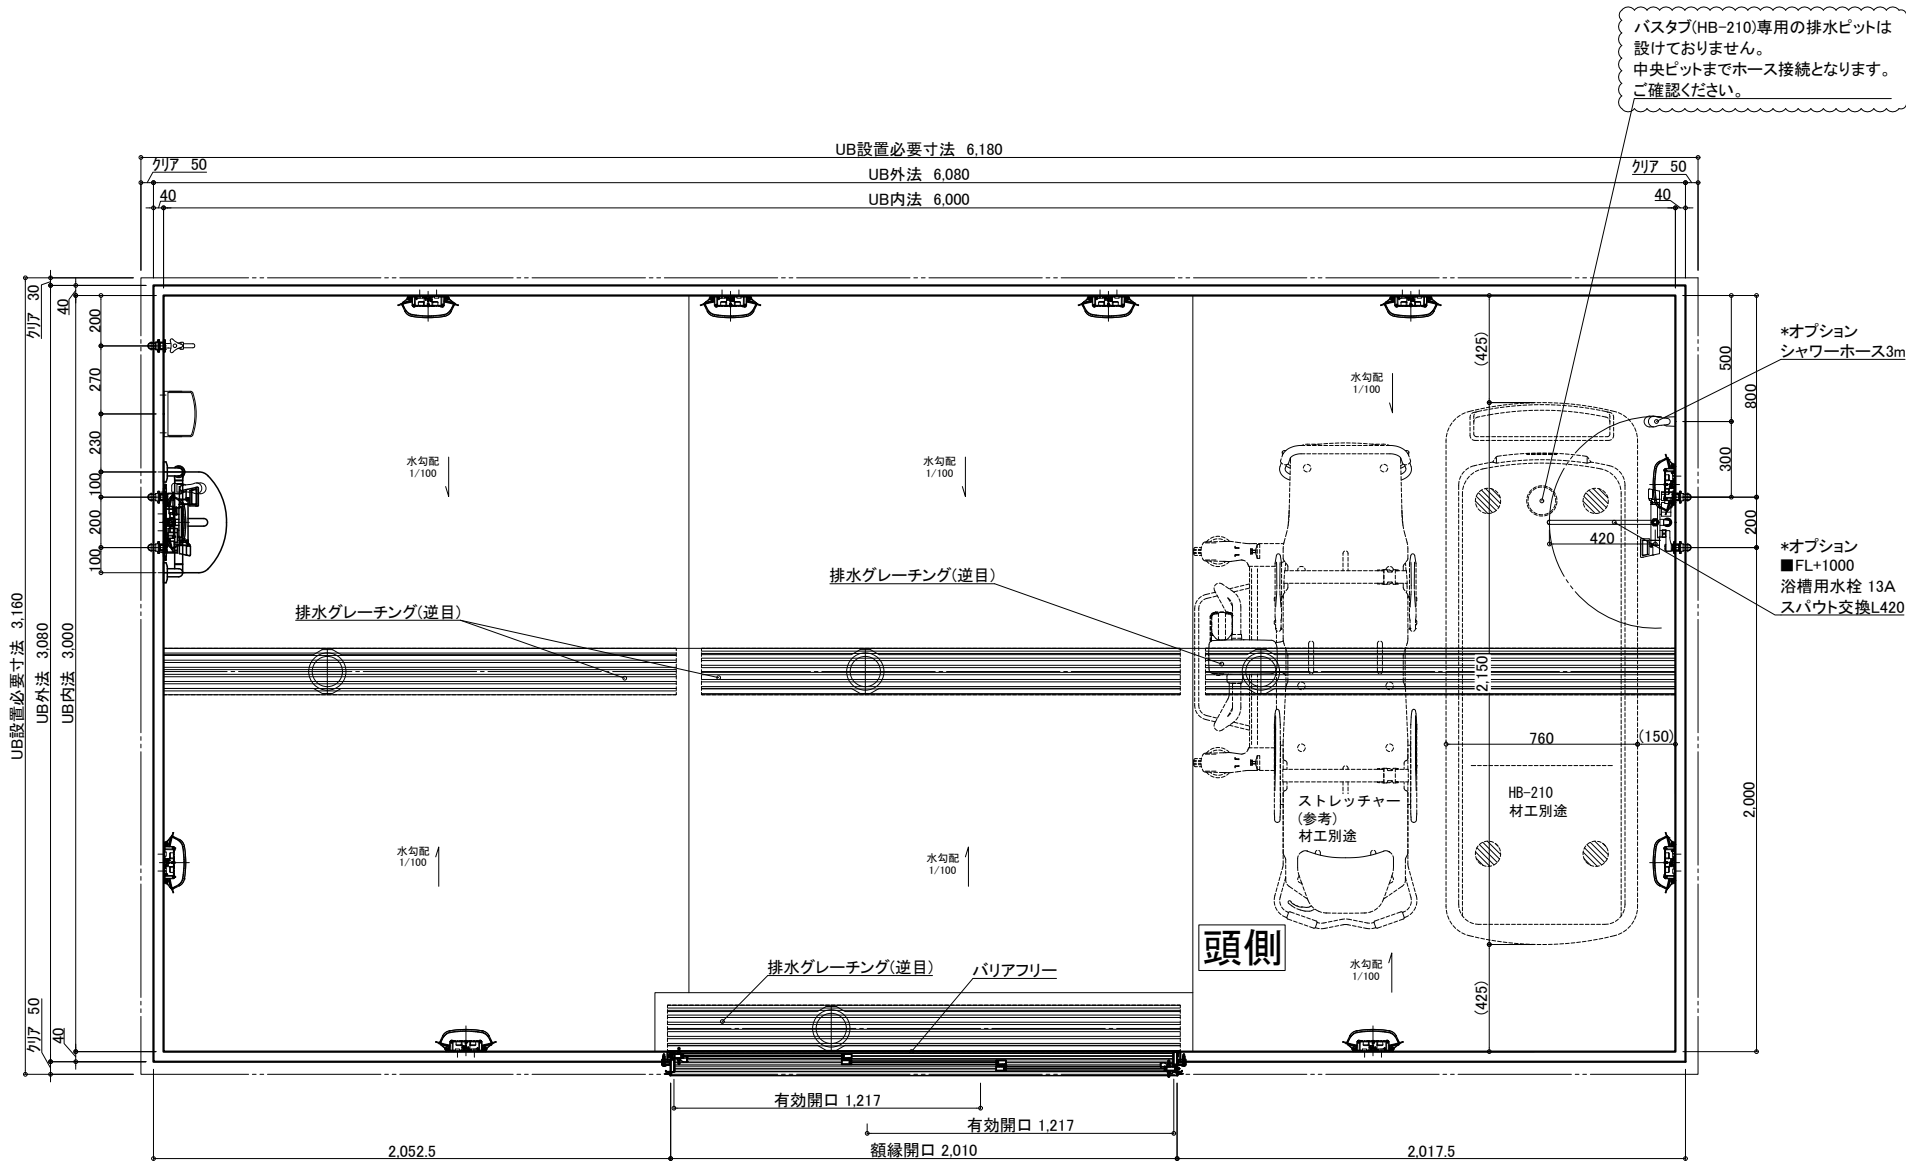 バスタブ(HB-210)専用の排水ピットは
設けておりません。
中央ピットまでホース接続となります。
ご確認ください。
UB設置必要寸法 6,180
クリア 50
UB外法 6,080
クリア 50
40
UB内法 6,000
40
クリア 30
40
200
270
230
100
200
100
UB設置必要寸法 3,160
UB外法 3,080
UB内法 3,000
クリア 50
40
水勾配
1/100
水勾配
1/100
水勾配
1/100
(425)
500
800
300
200
*オプション
シャワーホース3m
420
*オプション
■FL+1000
浴槽用水栓 13A
スパウト交換L420
排水グレーチング(逆目)
排水グレーチング(逆目)
2,150
760
(150)
2,000
HB-210
材工別途
ストレッチャー
(参考)
材工別途
水勾配
1/100
水勾配
1/100
頭側
水勾配
1/100
(425)
排水グレーチング(逆目)
バリアフリー
有効開口 1,217
有効開口 1,217
2,052.5
額縁開口 2,010
2,017.5